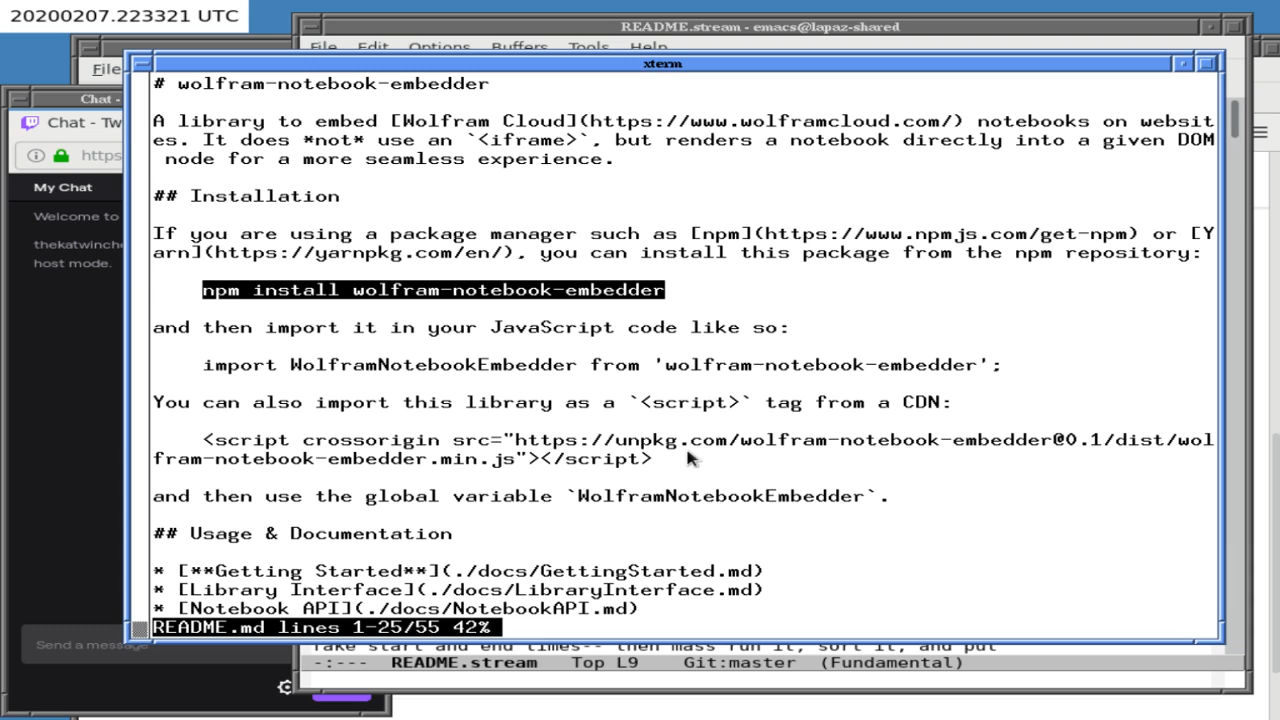 20200207.223321 UTC
README.stream - emacs@lapaz-shared
File Edit Options Buffers Tools Help
File
xterm
Chat -
Chat - Tw
https
My Chat
Welcome to
thekatwinche
host mode.
Send a message
# wolfram-notebook-embedder
A library to embed [Wolfram Cloud](https://www.wolframcloud.com/) notebooks on websit
es. It does *not* use an `<iframe>`, but renders a notebook directly into a given DOM
node for a more seamless experience.
## Installation
If you are using a package manager such as [Npm](https://www.npmjs.com/get-npm) or [Y
arn](https://yarnpkg.com/en/), you can install this package from the npm repository:
npm install wolfram-notebook-embedder
and then import it in your JavaScript code like so:
import WolframNotebookEmbedder from 'wolfram-notebook-embedder';
You can also import this library as a `<script>` tag from a CDN:
<script crossorigin src="https://unpkg.com/wolfram-notebook-embedder@0.1/dist/wol
fram-notebook-embedder.min.js"></script>
and then use the global variable `WolframNotebookEmbedder`.
## Usage & Documentation
* [**Getting Started**](./docs/GettingStarted.md)
* [Library Interface](./docs/LibraryInterface.md)
* [Notebook API](./docs/NotebookAPI.md)
README.md lines 1-25/55 42%
Take start and end times-- then mass run it, sort it, and put
-:--- README.stream Top L9 Git:master (Fundamental)